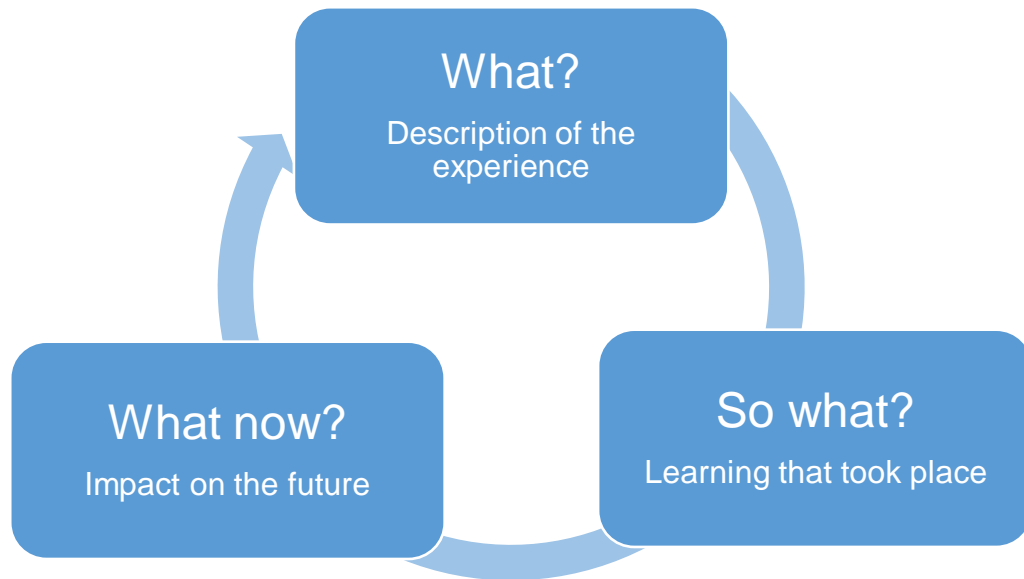 What?
Description of the
experience
So what?
Learning that took place
What now?
Impact on the future